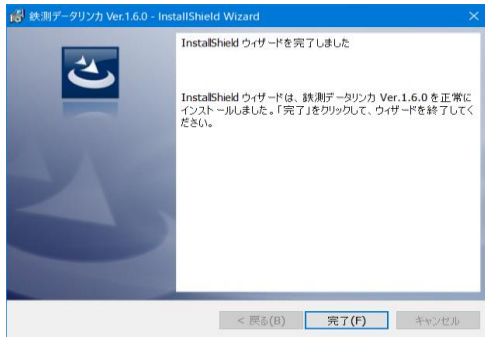 鉄測データリンカ Ver.1.6.0 - InstallShield Wizard
InstallShield ウィザードを完了しました
InstallShield ウィザードは、鉄測データリンカ Ver.1.6.0 を正常に
インストールしました。「完了」をクリックして、ウィザードを終了してく
ださい。
< 戻る(B)
完了(F)
キャンセル